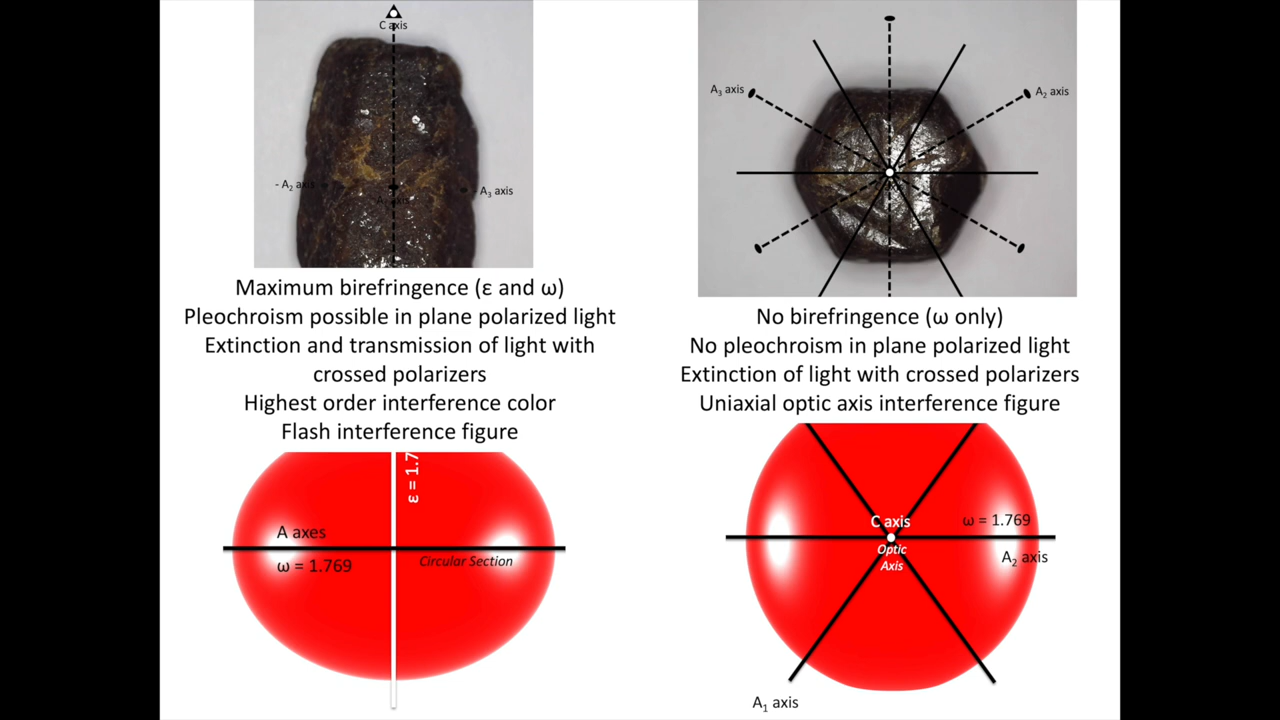 C axis
- A₂ axis
A₃ axis
Maximum birefringence (ε and ω)
Pleochroism possible in plane polarized light
Extinction and transmission of light with
crossed polarizers
Highest order interference color
Flash interference figure
ε = 1.7
A axes
ω = 1.769
Circular Section
A₃ axis
A₂ axis
No birefringence (ω only)
No pleochroism in plane polarized light
Extinction of light with crossed polarizers
Uniaxial optic axis interference figure
C axis
Optic
Axis
ω = 1.769
A₂ axis
A₁ axis